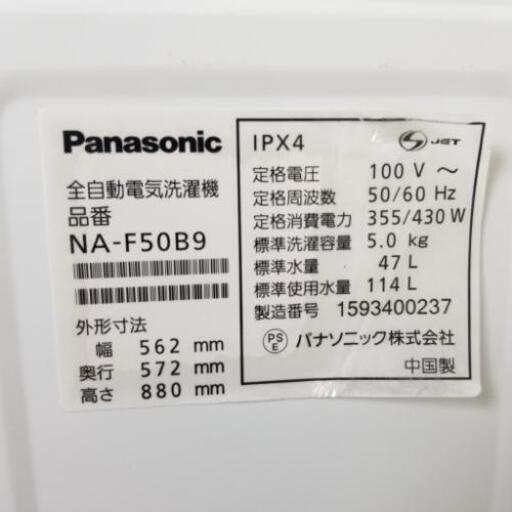 Panasonic
全自動電気洗濯機
品番
NA-F50B9
外形寸法
幅 562 mm
奥行 572 mm
高さ 880 mm
IPX4
S JET
定格電圧 100 V ～
定格周波数 50/60 Hz
定格消費電力 355/430 W
標準洗濯容量 5.0 kg
標準水量 47 L
標準使用水量 114 L
製造番号 1593400237
PS E パナソニック株式会社
中国製